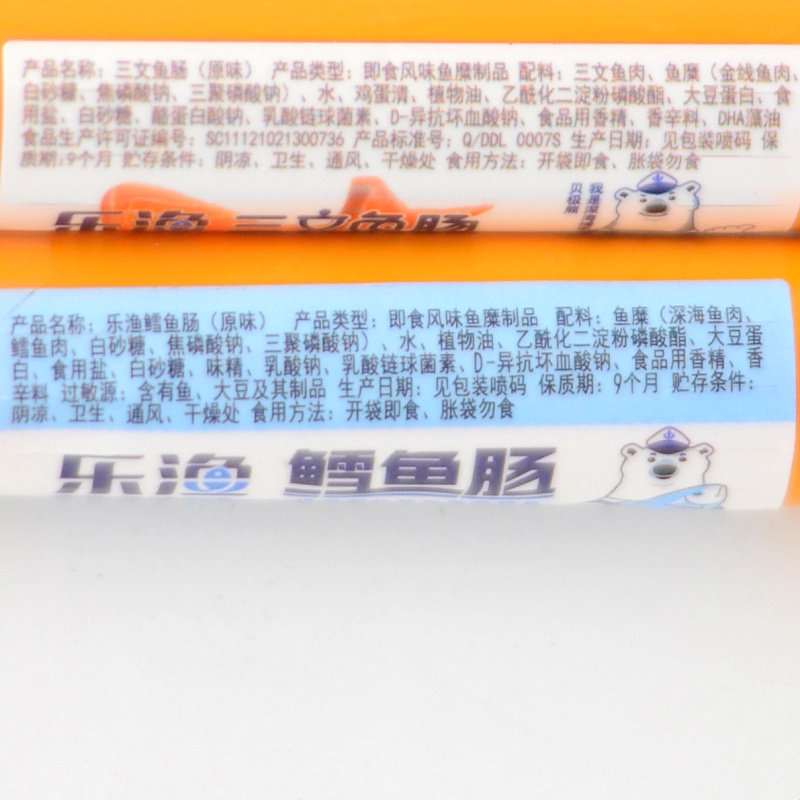 产品名称：三文鱼肠（原味） 产品类型：即食风味鱼糜制品 配料：三文鱼肉、鱼糜（金线鱼肉、
白砂糖、焦磷酸钠、三聚磷酸钠）、水、鸡蛋清、植物油、乙酰化二淀粉磷酸酯、大豆蛋白、食
用盐、白砂糖、酪蛋白酸钠、乳酸链球菌素、D-异抗坏血酸钠、食品用香精、香辛料、DHA藻油
食品生产许可证编号：SC11121021300736 产品标准号：Q/DDL 0007S 生产日期：见包装喷码 保
质期：9个月 贮存条件：阴凉、卫生、通风、干燥处 食用方法：开袋即食、胀袋勿食
乐渔 三文鱼肠
我是深海
贝极熊
产品名称：乐渔鳕鱼肠（原味） 产品类型：即食风味鱼糜制品 配料：鱼糜（深海鱼肉、
鳕鱼肉、白砂糖、焦磷酸钠、三聚磷酸钠）、水、植物油、乙酰化二淀粉磷酸酯、大豆蛋
白、食用盐、白砂糖、味精、乳酸钠、乳酸链球菌素、D-异抗坏血酸钠、食品用香精、香
辛料 过敏源：含有鱼、大豆及其制品 生产日期：见包装喷码 保质期：9个月 贮存条件：
阴凉、卫生、通风、干燥处 食用方法：开袋即食、胀袋勿食
乐渔 鳕鱼肠